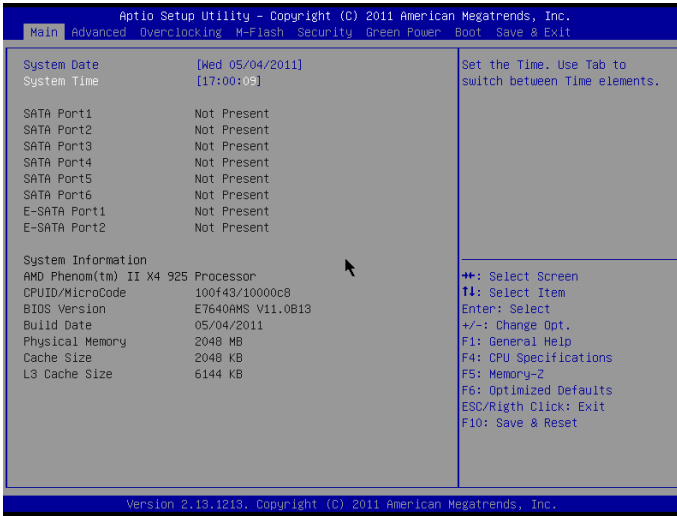 Aptio Setup Utility – Copyright (C) 2011 American Megatrends, Inc.
Main Advanced Overclocking M-Flash Security Green Power Boot Save & Exit
System Date [Wed 05/04/2011]
System Time [17:00:09]
SATA Port1 Not Present
SATA Port2 Not Present
SATA Port3 Not Present
SATA Port4 Not Present
SATA Port5 Not Present
SATA Port6 Not Present
E-SATA Port1 Not Present
E-SATA Port2 Not Present
System Information
AMD Phenom(tm) II X4 925 Processor
CPUID/MicroCode 100f43/10000c8
BIOS Version E7640AMS V11.0B13
Build Date 05/04/2011
Physical Memory 2048 MB
Cache Size 2048 KB
L3 Cache Size 6144 KB
Set the Time. Use Tab to
switch between Time elements.
→←: Select Screen
↑↓: Select Item
Enter: Select
+/-: Change Opt.
F1: General Help
F4: CPU Specifications
F5: Memory-Z
F6: Optimized Defaults
ESC/Rigth Click: Exit
F10: Save & Reset
Version 2.13.1213. Copyright (C) 2011 American Megatrends, Inc.